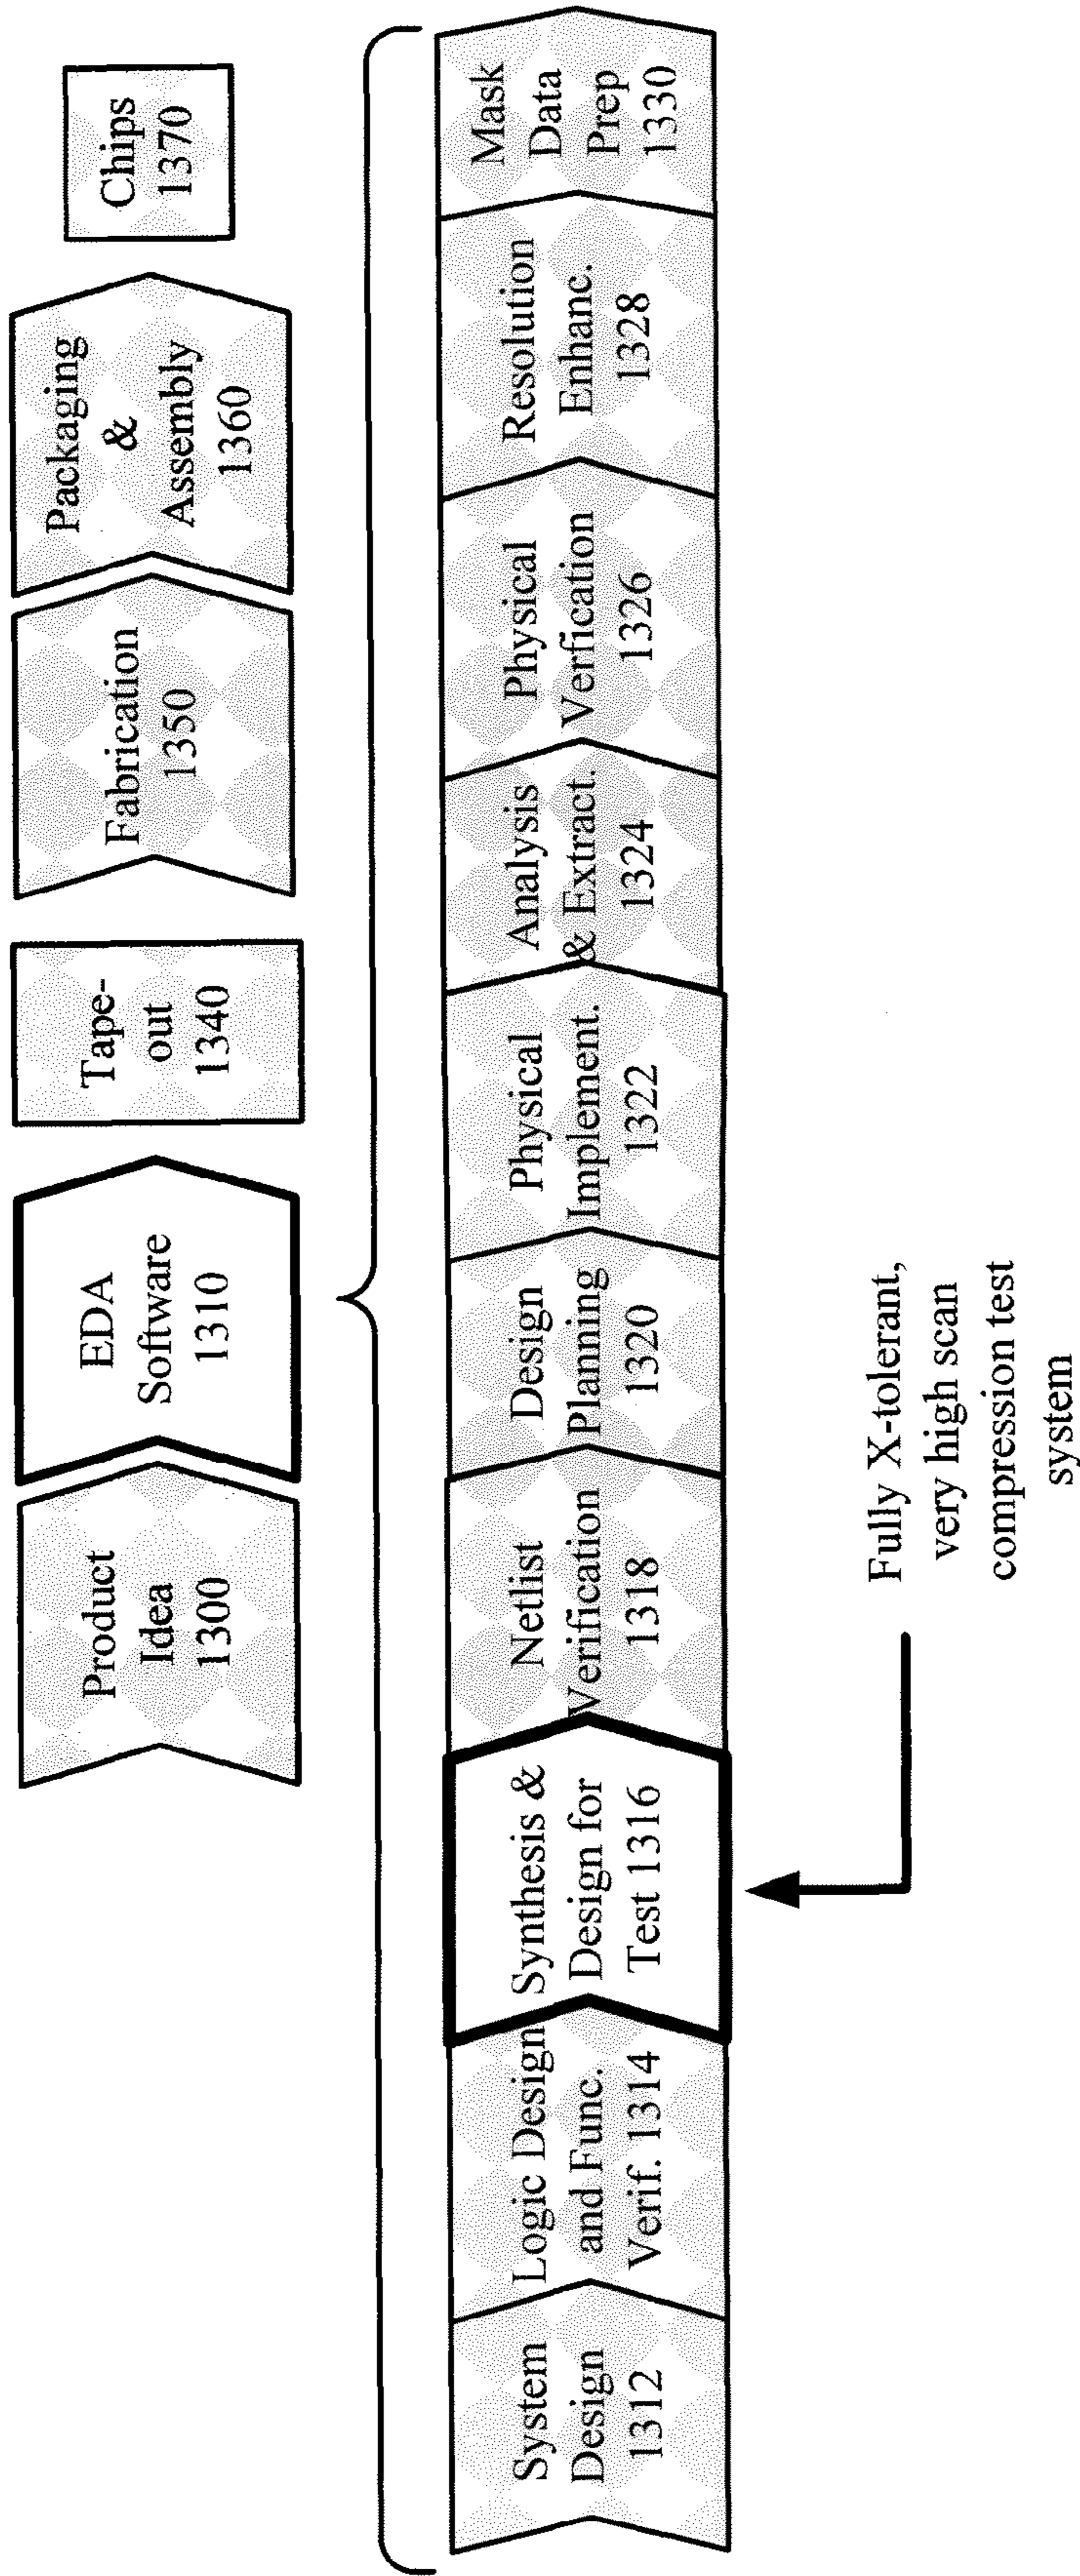 Product
Idea
1300
EDA
Software
1310
Tape-
out
1340
Fabrication
1350
Packaging
&
Assembly
1360
Chips
1370
System
Design
1312
Logic Design
and Func.
Verif. 1314
Synthesis &
Design for
Test 1316
Netlist
Verification
1318
Design
Planning
1320
Physical
Implement.
1322
Analysis
& Extract.
1324
Physical
Verfication
1326
Resolution
Enhanc.
1328
Mask
Data
Prep
1330
Fully X-tolerant,
very high scan
compression test
system